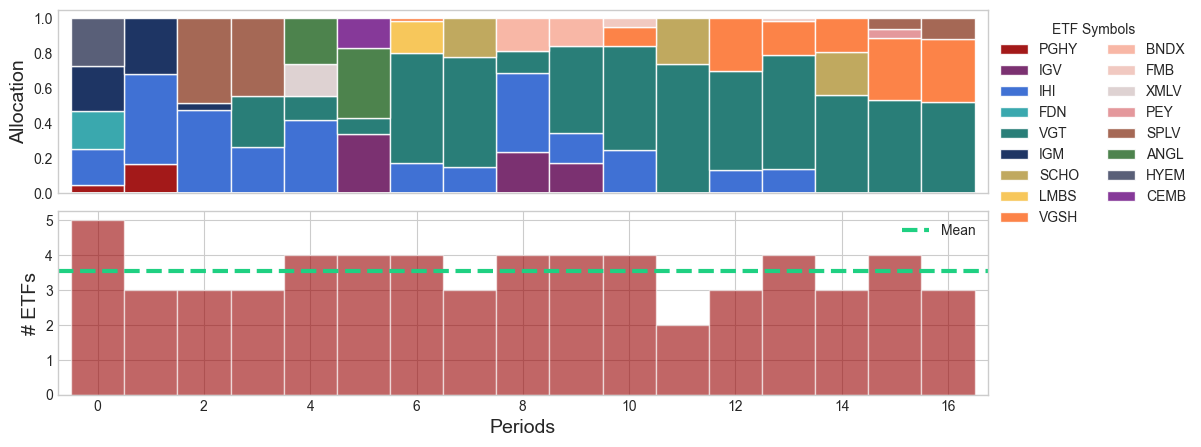 1.0
0.8
0.6
0.4
0.2
0.0
Allocation
ETF Symbols
PGHY BNDX
IGV FMB
IHI XMLV
FDN PEY
VGT SPLV
IGM ANGL
SCHO HYEM
LMBS CEMB
VGSH
5
4
3
2
1
0
# ETFs
Mean
0 2 4 6 8 10 12 14 16
Periods